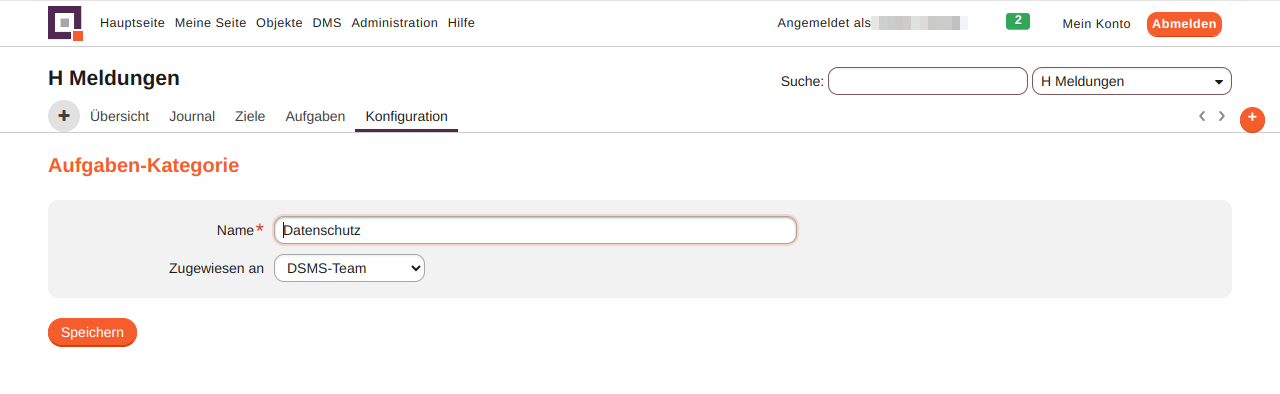 Hauptseite Meine Seite Objekte DMS Administration Hilfe Angemeldet als 2 Mein Konto Abmelden
H Meldungen Suche: H Meldungen
+ Übersicht Journal Ziele Aufgaben Konfiguration < > +
Aufgaben-Kategorie
Name* Datenschutz
Zugewiesen an DSMS-Team
Speichern